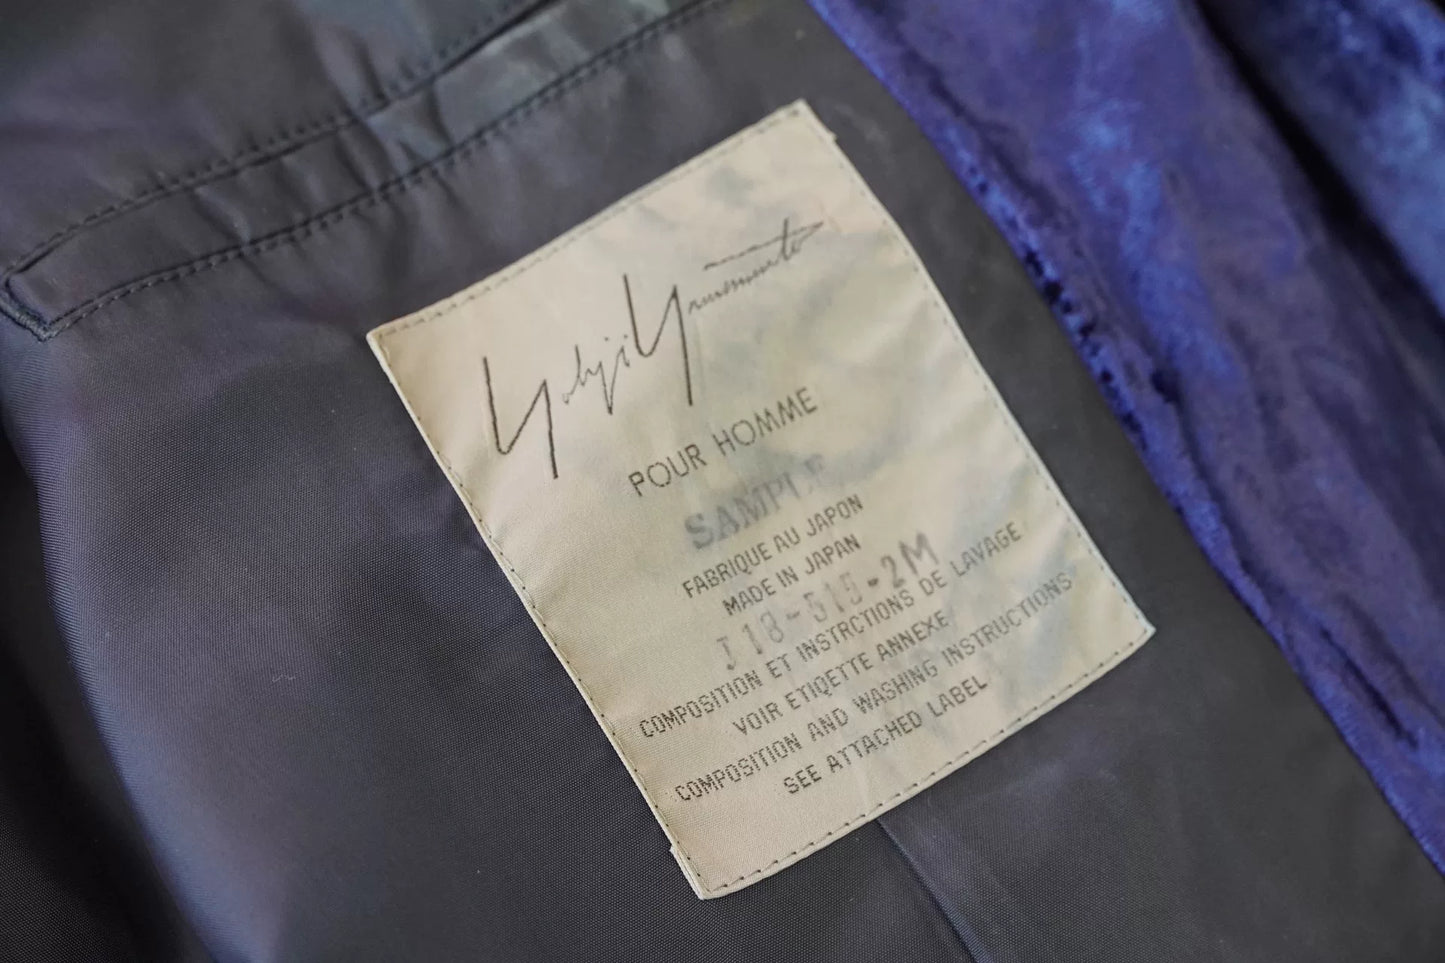 Yohji Yamamoto
POUR HOMME
SAMPLE
FABRIQUE AU JAPON
MADE IN JAPAN
J18-515-2M
COMPOSITION ET INSTRCTIONS DE LAVAGE
VOIR ETIQETTE ANNEXE
COMPOSITION AND WASHING INSTRUCTIONS
SEE ATTACHED LABEL